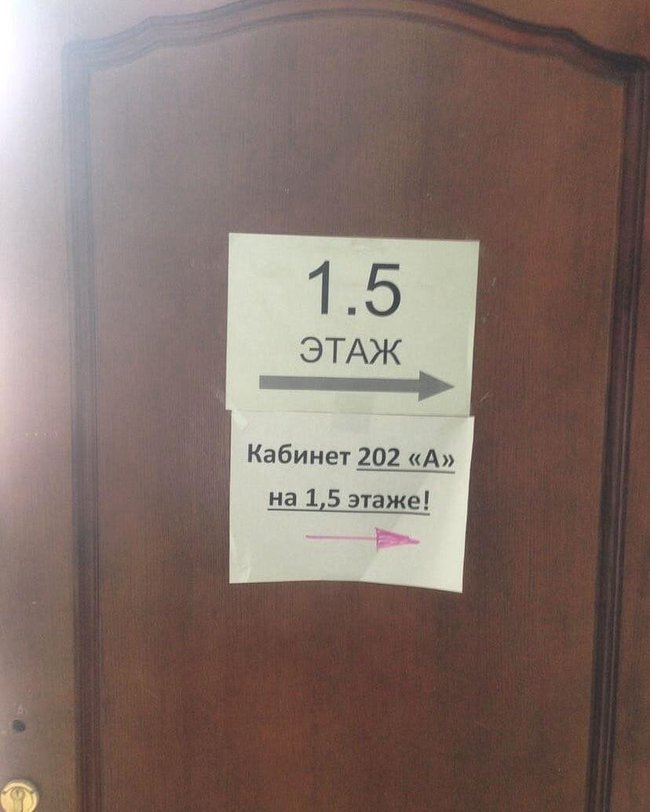 1.5
ЭТАЖ
Кабинет 202 «А»
на 1,5 этаже!